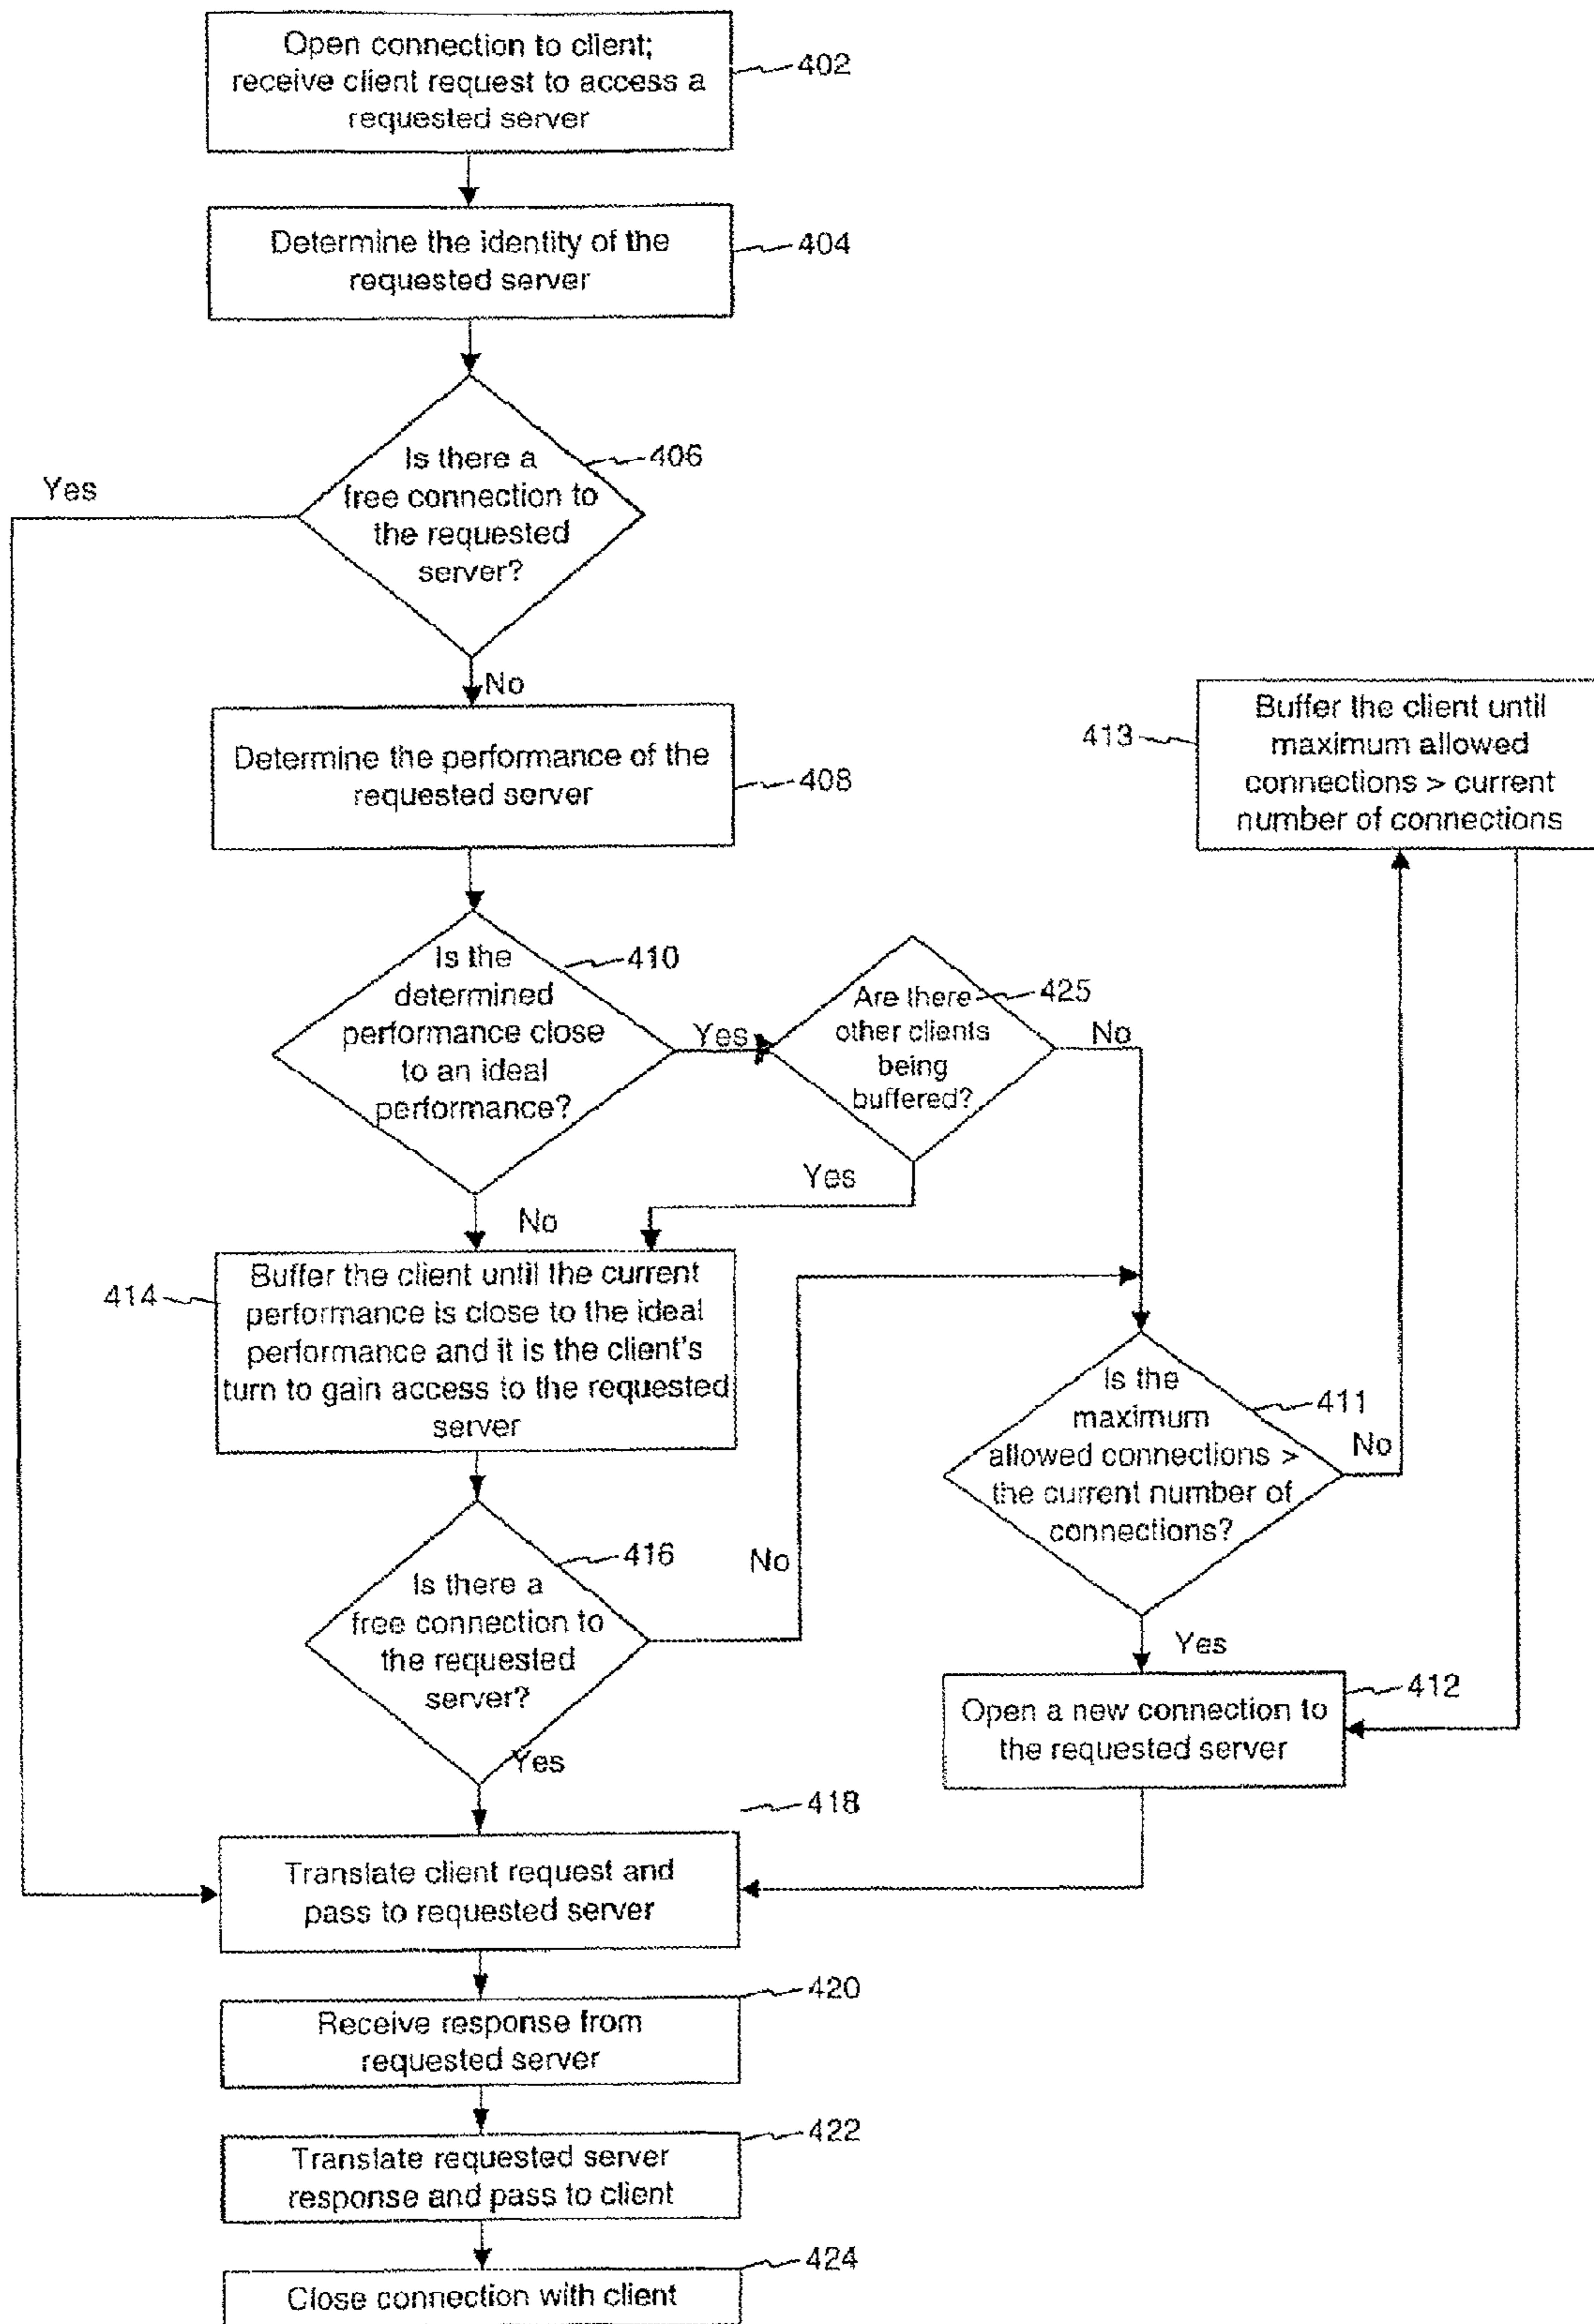 Open connection to client;
receive client request to access a
requested server
402
Determine the identity of the
requested server
404
Is there a
free connection to
the requested
server?
406
Yes
No
Determine the performance of the
requested server
408
Buffer the client until
maximum allowed
connections > current
number of connections
413
Is the
determined
performance close
to an ideal
performance?
410
Yes
Are there
other clients
being
buffered?
425
No
Yes
No
Buffer the client until the current
performance is close to the ideal
performance and it is the client's
turn to gain access to the requested
server
414
Is the
maximum
allowed connections >
the current number of
connections?
411
No
Is there a
free connection to
the requested
server?
416
No
Yes
Yes
Open a new connection to
the requested server
412
418
Translate client request and
pass to requested server
420
Receive response from
requested server
422
Translate requested server
response and pass to client
424
Close connection with client